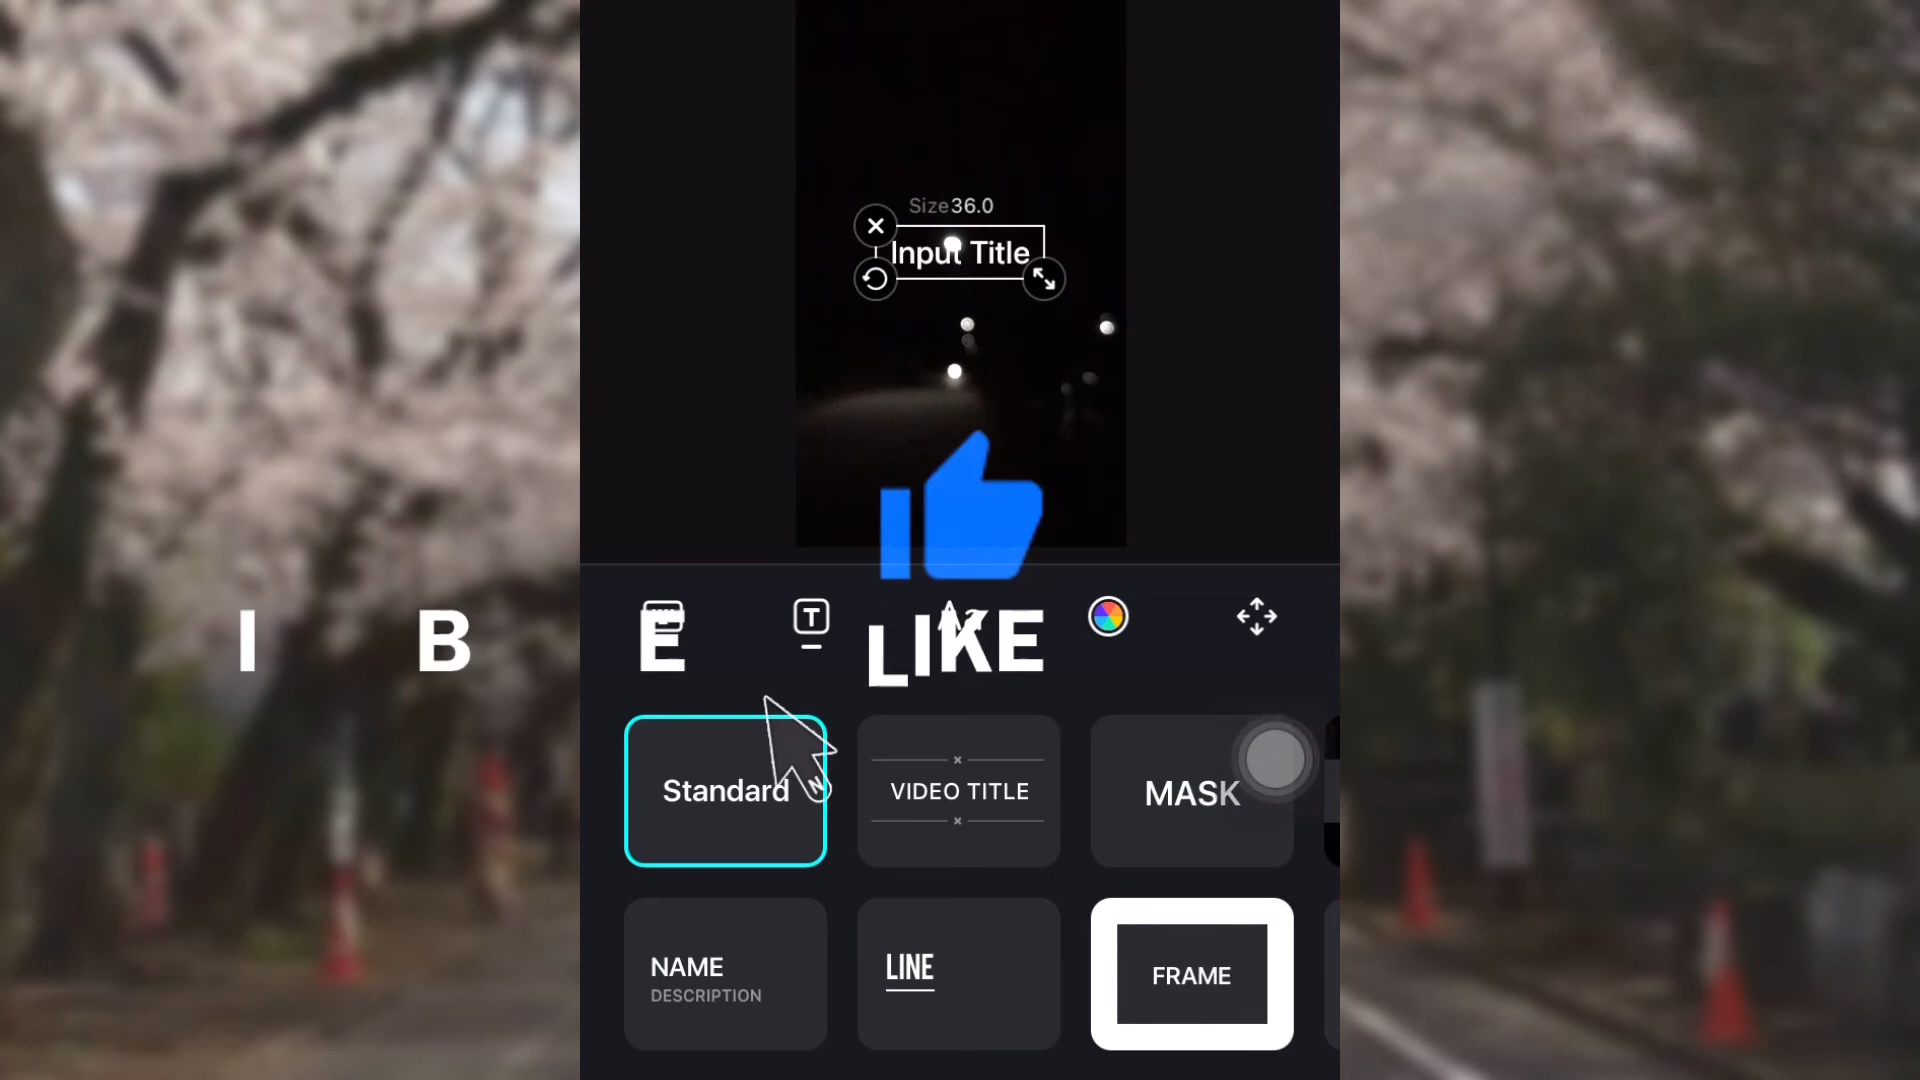 Size36.0
Input Title
I B E LIKE
Standard
VIDEO TITLE
MASK
NAME
DESCRIPTION
LINE
FRAME